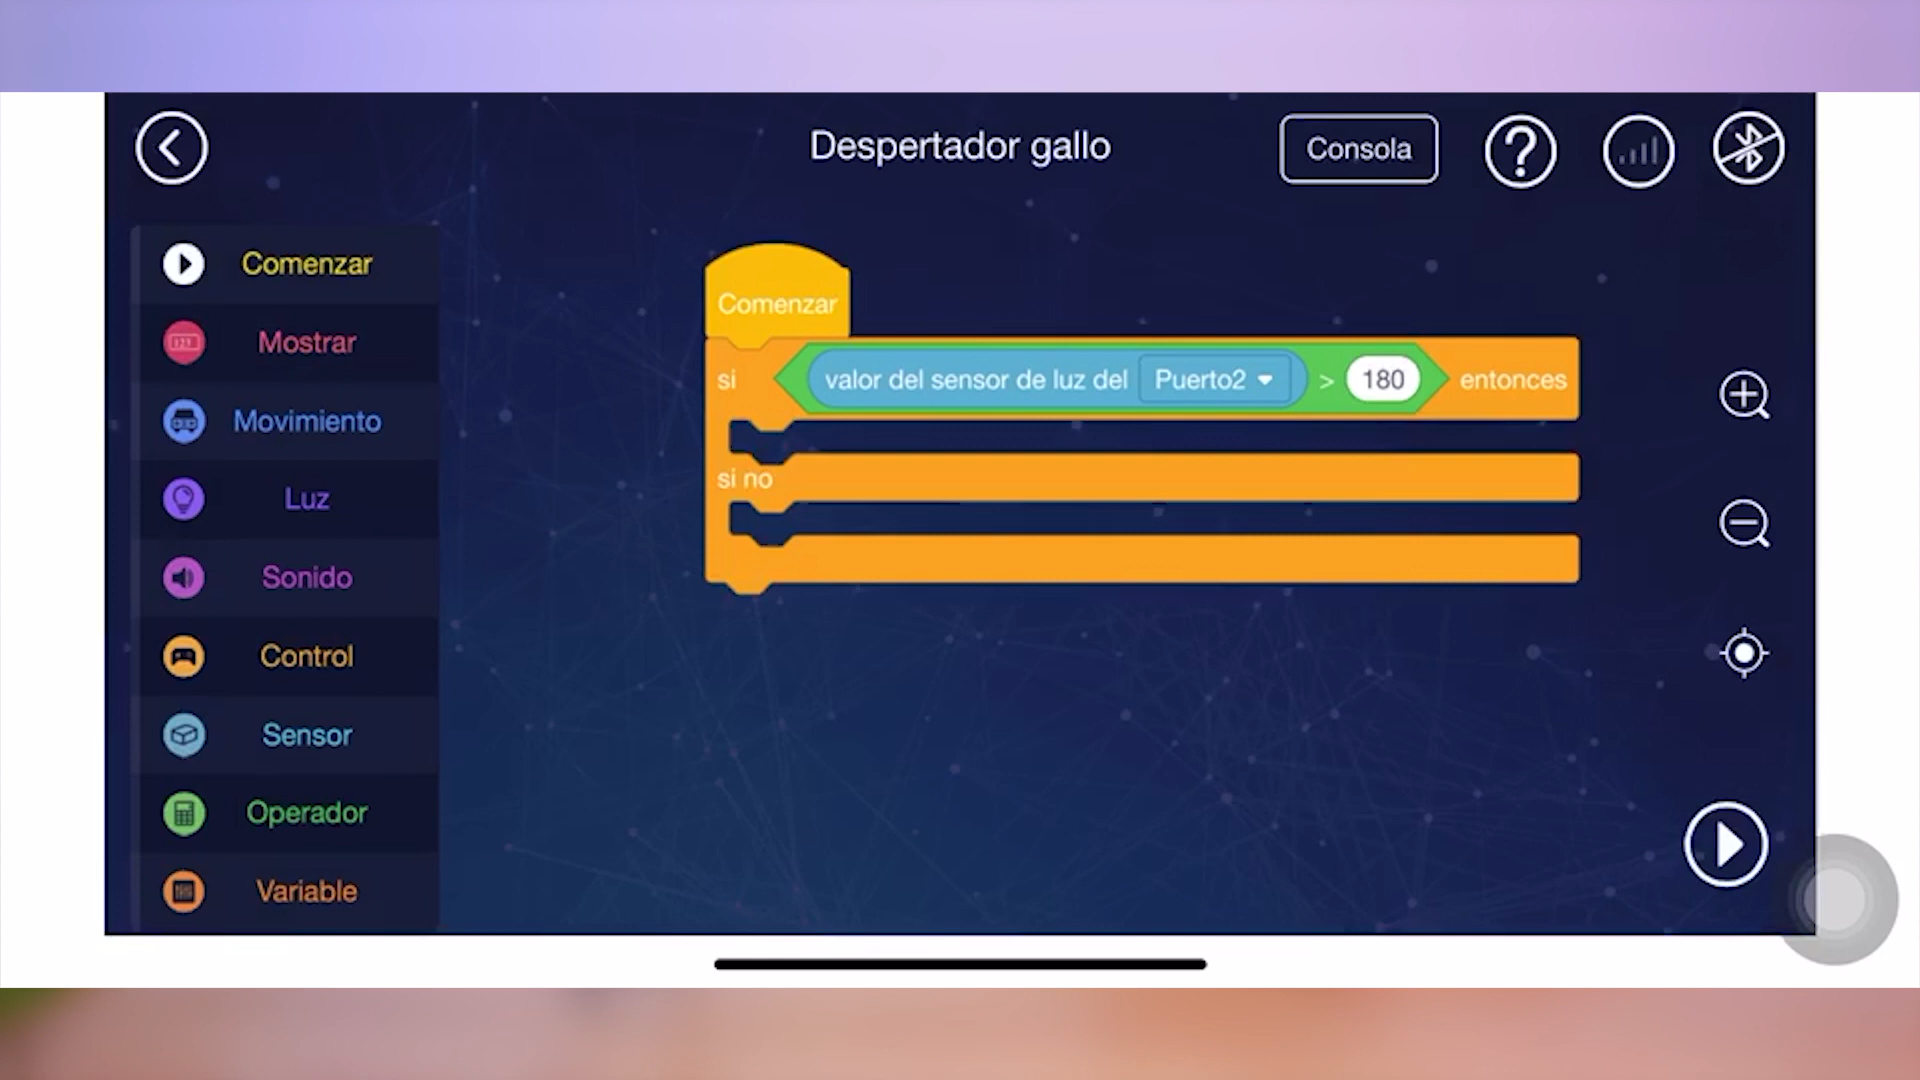 Despertador gallo
Consola
Comenzar
Mostrar
Movimiento
Luz
Sonido
Control
Sensor
Operador
Variable
Comenzar
si valor del sensor de luz del Puerto2 > 180 entonces
si no